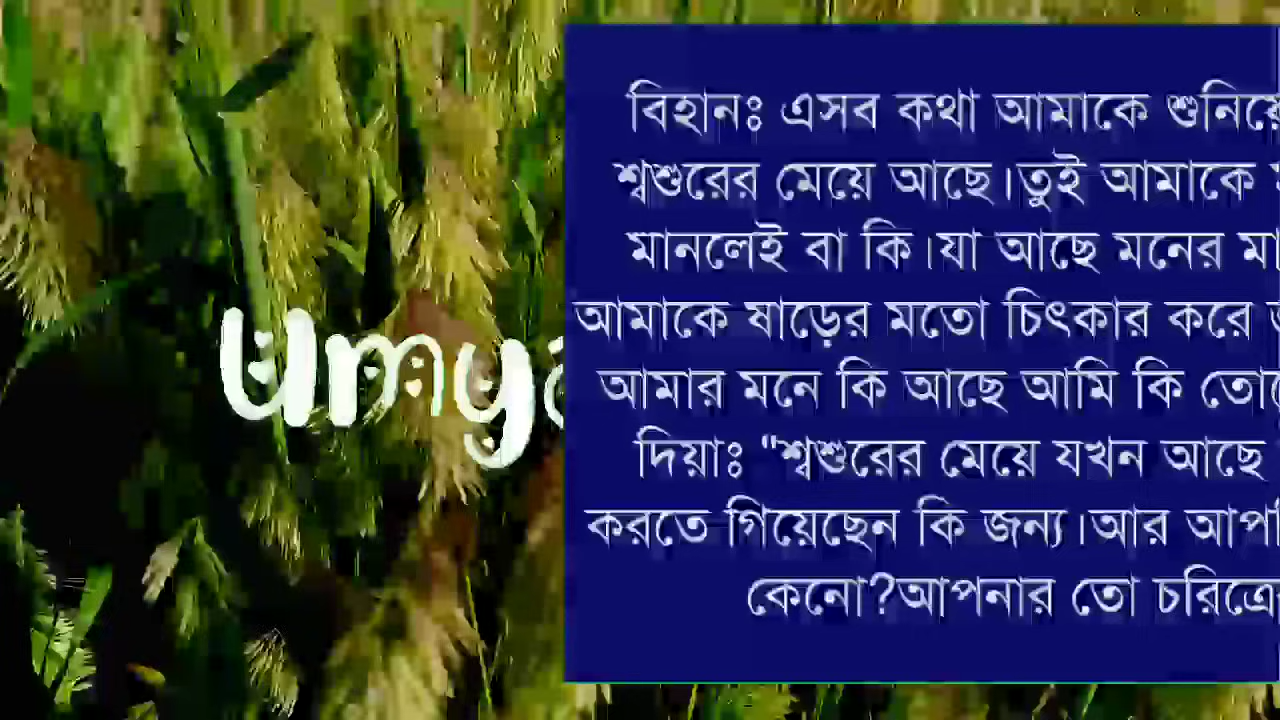 Umy
বিহানঃ এসব কথা আমাকে
শ্বশুরের মেয়ে আছে।তুই আমাকে
মানলেই বা কি।যা আছে মনের
আমাকে ষাড়ের মতো চিৎকার করে
আমার মনে কি আছে আমি কি
দিয়াঃ "শ্বশুরের মেয়ে যখন আছে
করতে গিয়েছেন কি জন্য।আর
কেনো?আপনার তো